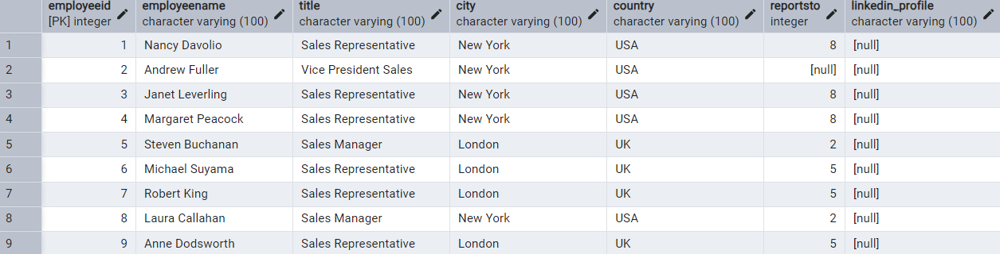 employeeid employeename title city country reportsto linkedin_profile
[PK] integer character varying (100) character varying (100) character varying (100) character varying (100) integer character varying (100)
1 1 Nancy Davolio Sales Representative New York USA 8 [null]
2 2 Andrew Fuller Vice President Sales New York USA [null] [null]
3 3 Janet Leverling Sales Representative New York USA 8 [null]
4 4 Margaret Peacock Sales Representative New York USA 8 [null]
5 5 Steven Buchanan Sales Manager London UK 2 [null]
6 6 Michael Suyama Sales Representative London UK 5 [null]
7 7 Robert King Sales Representative London UK 5 [null]
8 8 Laura Callahan Sales Manager New York USA 2 [null]
9 9 Anne Dodsworth Sales Representative London UK 5 [null]